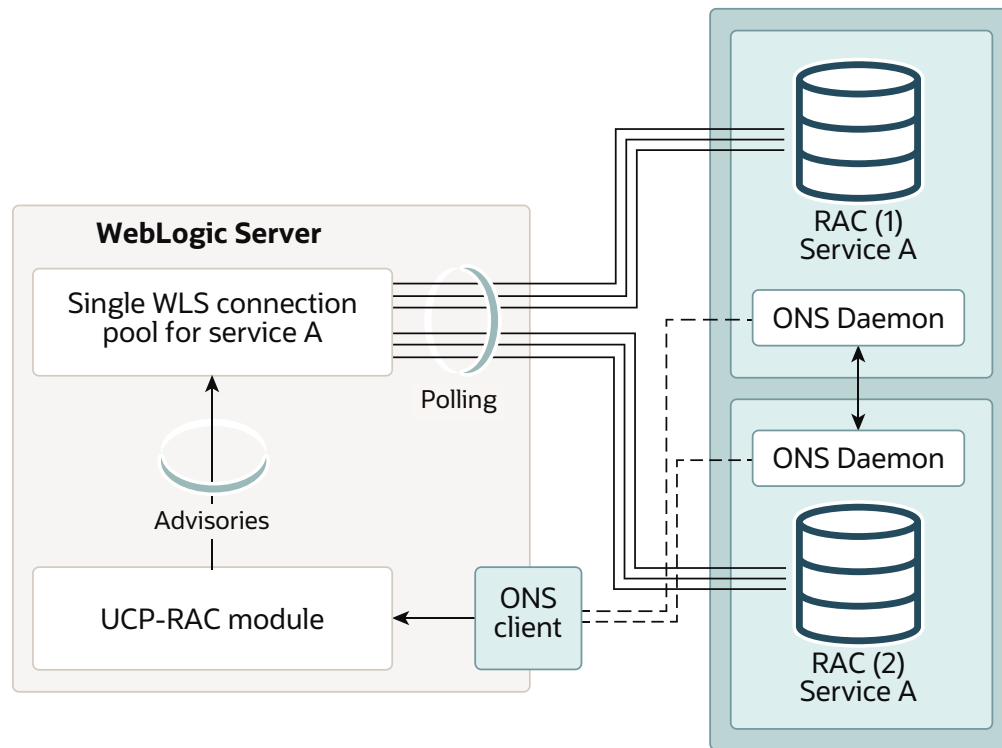 WebLogic Server
Single WLS connection
pool for service A
Polling
Advisories
UCP-RAC module
ONS
client
RAC (1)
Service A
ONS Daemon
ONS Daemon
RAC (2)
Service A